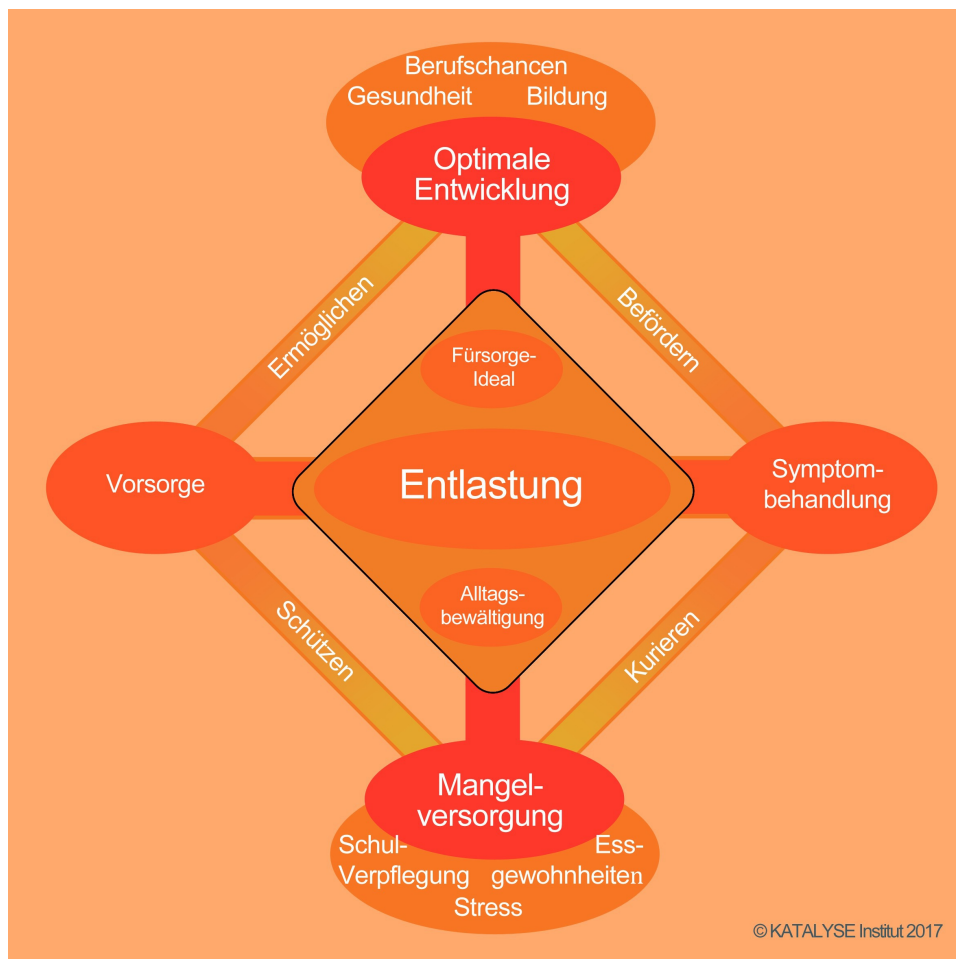 Berufschancen
Gesundheit Bildung
Optimale
Entwicklung
Ermöglichen
Befördern
Fürsorge-
Ideal
Vorsorge
Entlastung
Symptom-
behandlung
Alltags-
bewältigung
Schützen
Kurieren
Mangel-
versorgung
Schul- Ess-
Verpflegung gewohnheiten
Stress
© KATALYSE Institut 2017